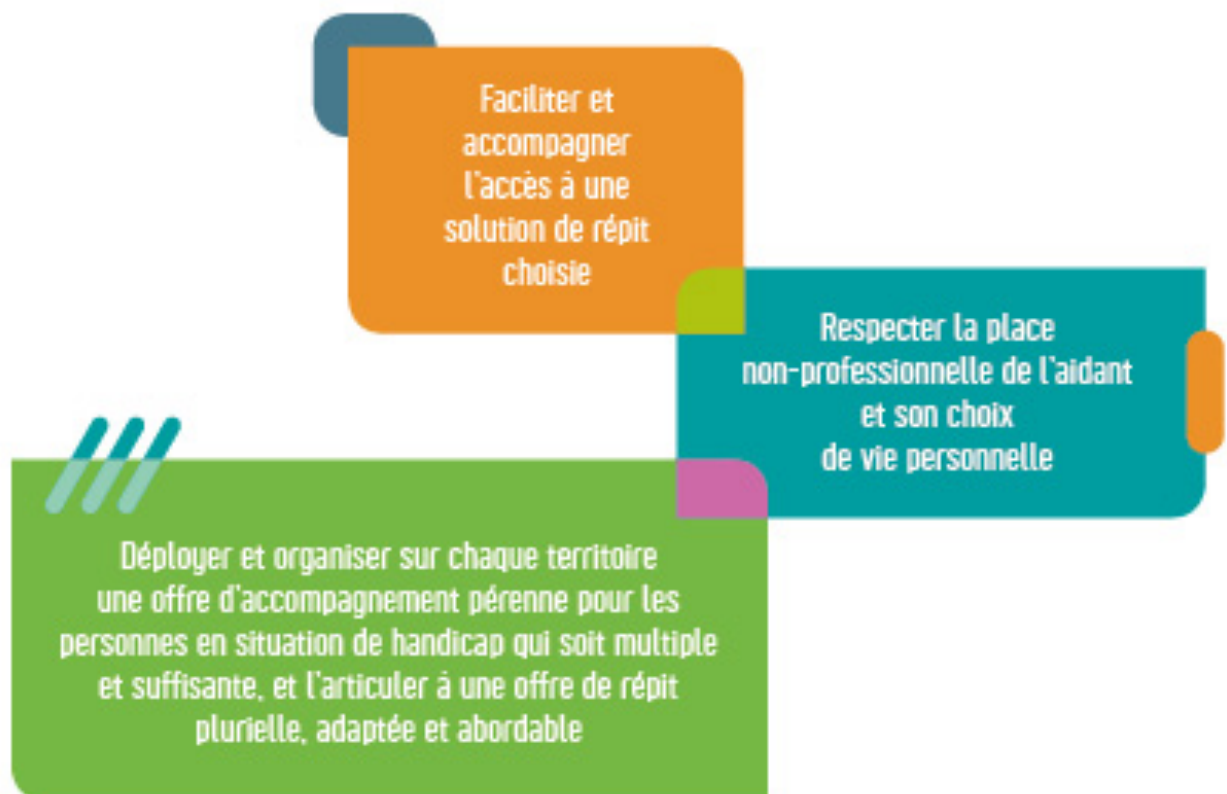 Faciliter et
accompagner
l'accès à une
solution de répit
choisie
Respecter la place
non-professionnelle de l'aidant
et son choix
de vie personnelle
Déployer et organiser sur chaque territoire
une offre d'accompagnement pérenne pour les
personnes en situation de handicap qui soit multiple
et suffisante, et l'articuler à une offre de répit
plurielle, adaptée et abordable